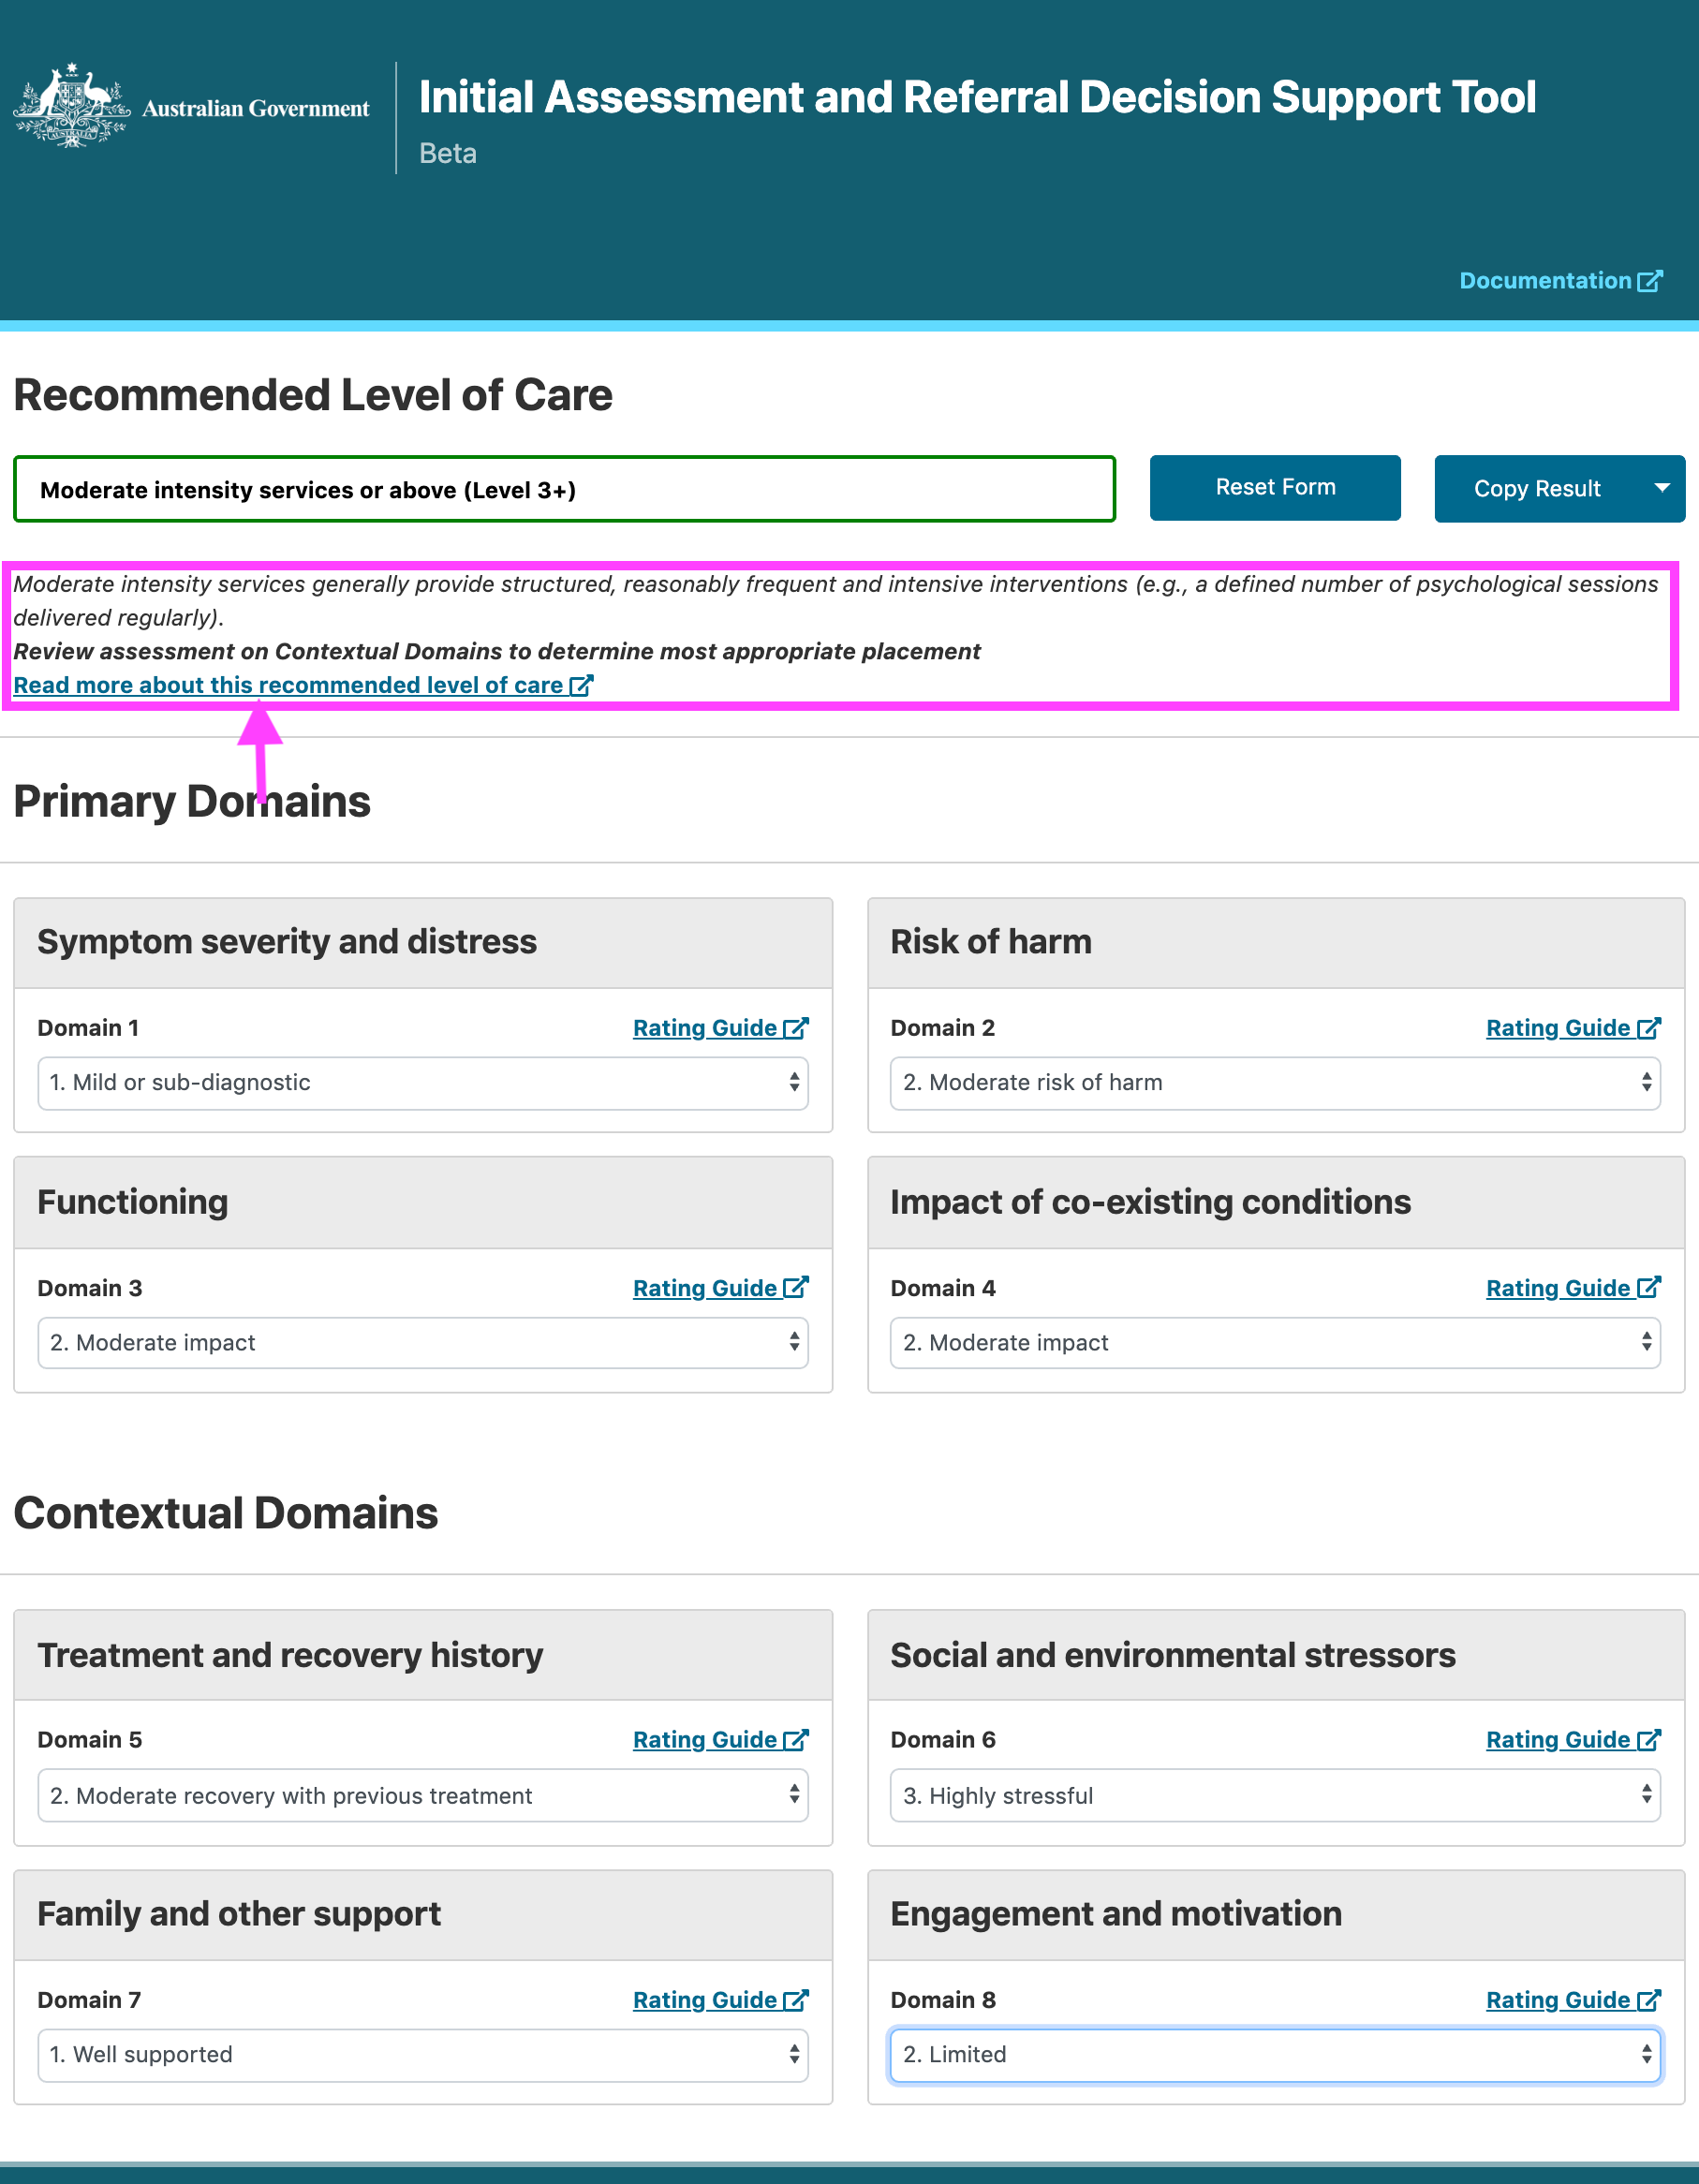 Australian Government
Initial Assessment and Referral Decision Support Tool
Beta
Documentation
Recommended Level of Care
Moderate intensity services or above (Level 3+)
Reset Form
Copy Result
Moderate intensity services generally provide structured, reasonably frequent and intensive interventions (e.g., a defined number of psychological sessions
delivered regularly).
Review assessment on Contextual Domains to determine most appropriate placement
Read more about this recommended level of care
Primary Domains
Symptom severity and distress
Domain 1
Rating Guide
1. Mild or sub-diagnostic
Risk of harm
Domain 2
Rating Guide
2. Moderate risk of harm
Functioning
Domain 3
Rating Guide
2. Moderate impact
Impact of co-existing conditions
Domain 4
Rating Guide
2. Moderate impact
Contextual Domains
Treatment and recovery history
Domain 5
Rating Guide
2. Moderate recovery with previous treatment
Social and environmental stressors
Domain 6
Rating Guide
3. Highly stressful
Family and other support
Domain 7
Rating Guide
1. Well supported
Engagement and motivation
Domain 8
Rating Guide
2. Limited